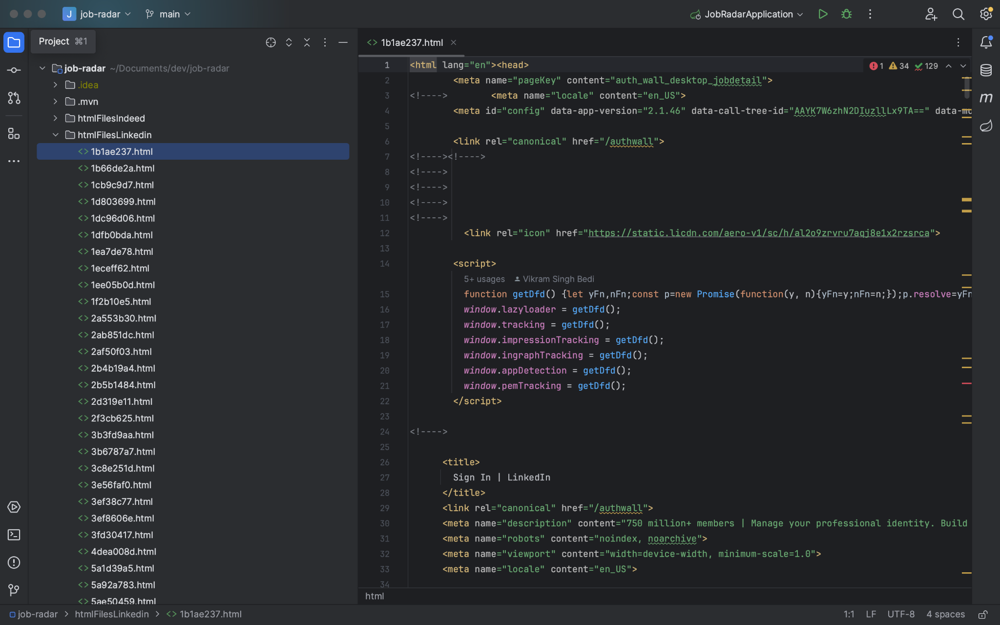 J job-radar main JobRadarApplication
Project ⌘1
1b1ae237.html
job-radar ~/Documents/dev/job-radar
.idea
.mvn
htmlFilesIndeed
htmlFilesLinkedin
1b1ae237.html
1b66de2a.html
1cb9c9d7.html
1d803699.html
1dc96d06.html
1dfb0bda.html
1ea7de78.html
1eceff62.html
1ee05b0d.html
1f2b10e5.html
2a553b30.html
2ab851dc.html
2af50f03.html
2b4b19a4.html
2b5b1484.html
2d319e11.html
2f3cb625.html
3b3fd9aa.html
3b6787a7.html
3c8e251d.html
3e56faf0.html
3ef38c77.html
3ef8606e.html
3fd30417.html
4dea008d.html
5a1d39a5.html
5a92a783.html
5ae50459.html
1 34 129
1 <html lang="en"><head>
2 <meta name="pageKey" content="auth_wall_desktop_jobdetail">
3 <!----> <meta name="locale" content="en_US">
4 <meta id="config" data-app-version="2.1.46" data-call-tree-id="AAYK7W6zhN2DIuzllLx9TA==" data-mu
5
6 <link rel="canonical" href="/authwall">
7 <!----><!---->
8 <!---->
9 <!---->
10 <!---->
11 <!---->
12 <link rel="icon" href="https://static.licdn.com/aero-v1/sc/h/al2o9zrvru7aqj8e1x2rzsrca">
13
14 <script>
5+ usages Vikram Singh Bedi
15 function getDfd() {let yFn,nFn;const p=new Promise(function(y, n){yFn=y;nFn=n;});p.resolve=yFn
16 window.lazyloader = getDfd();
17 window.tracking = getDfd();
18 window.impressionTracking = getDfd();
19 window.ingraphTracking = getDfd();
20 window.appDetection = getDfd();
21 window.pemTracking = getDfd();
22 </script>
23
24 <!---->
25
26 <title>
27 Sign In | LinkedIn
28 </title>
29 <link rel="canonical" href="/authwall">
30 <meta name="description" content="750 million+ members | Manage your professional identity. Build
31 <meta name="robots" content="noindex, noarchive">
32 <meta name="viewport" content="width=device-width, minimum-scale=1.0">
33 <meta name="locale" content="en_US">
34
html
m
job-radar > htmlFilesLinkedin > <> 1b1ae237.html
1:1 LF UTF-8 4 spaces